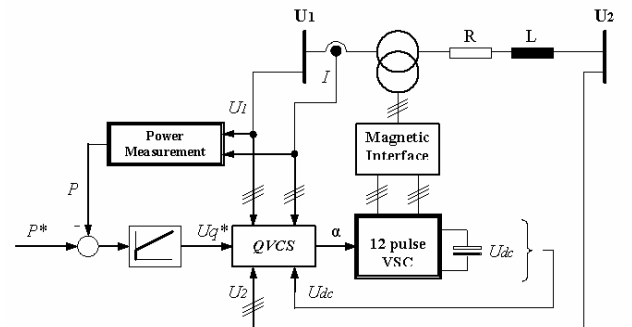 U1
U2
R
L
I
U1
Power
Measurement
Magnetic
Interface
P
P*
-
Uq*
QVCS
α
12 pulse
VSC
Udc
U2
Udc